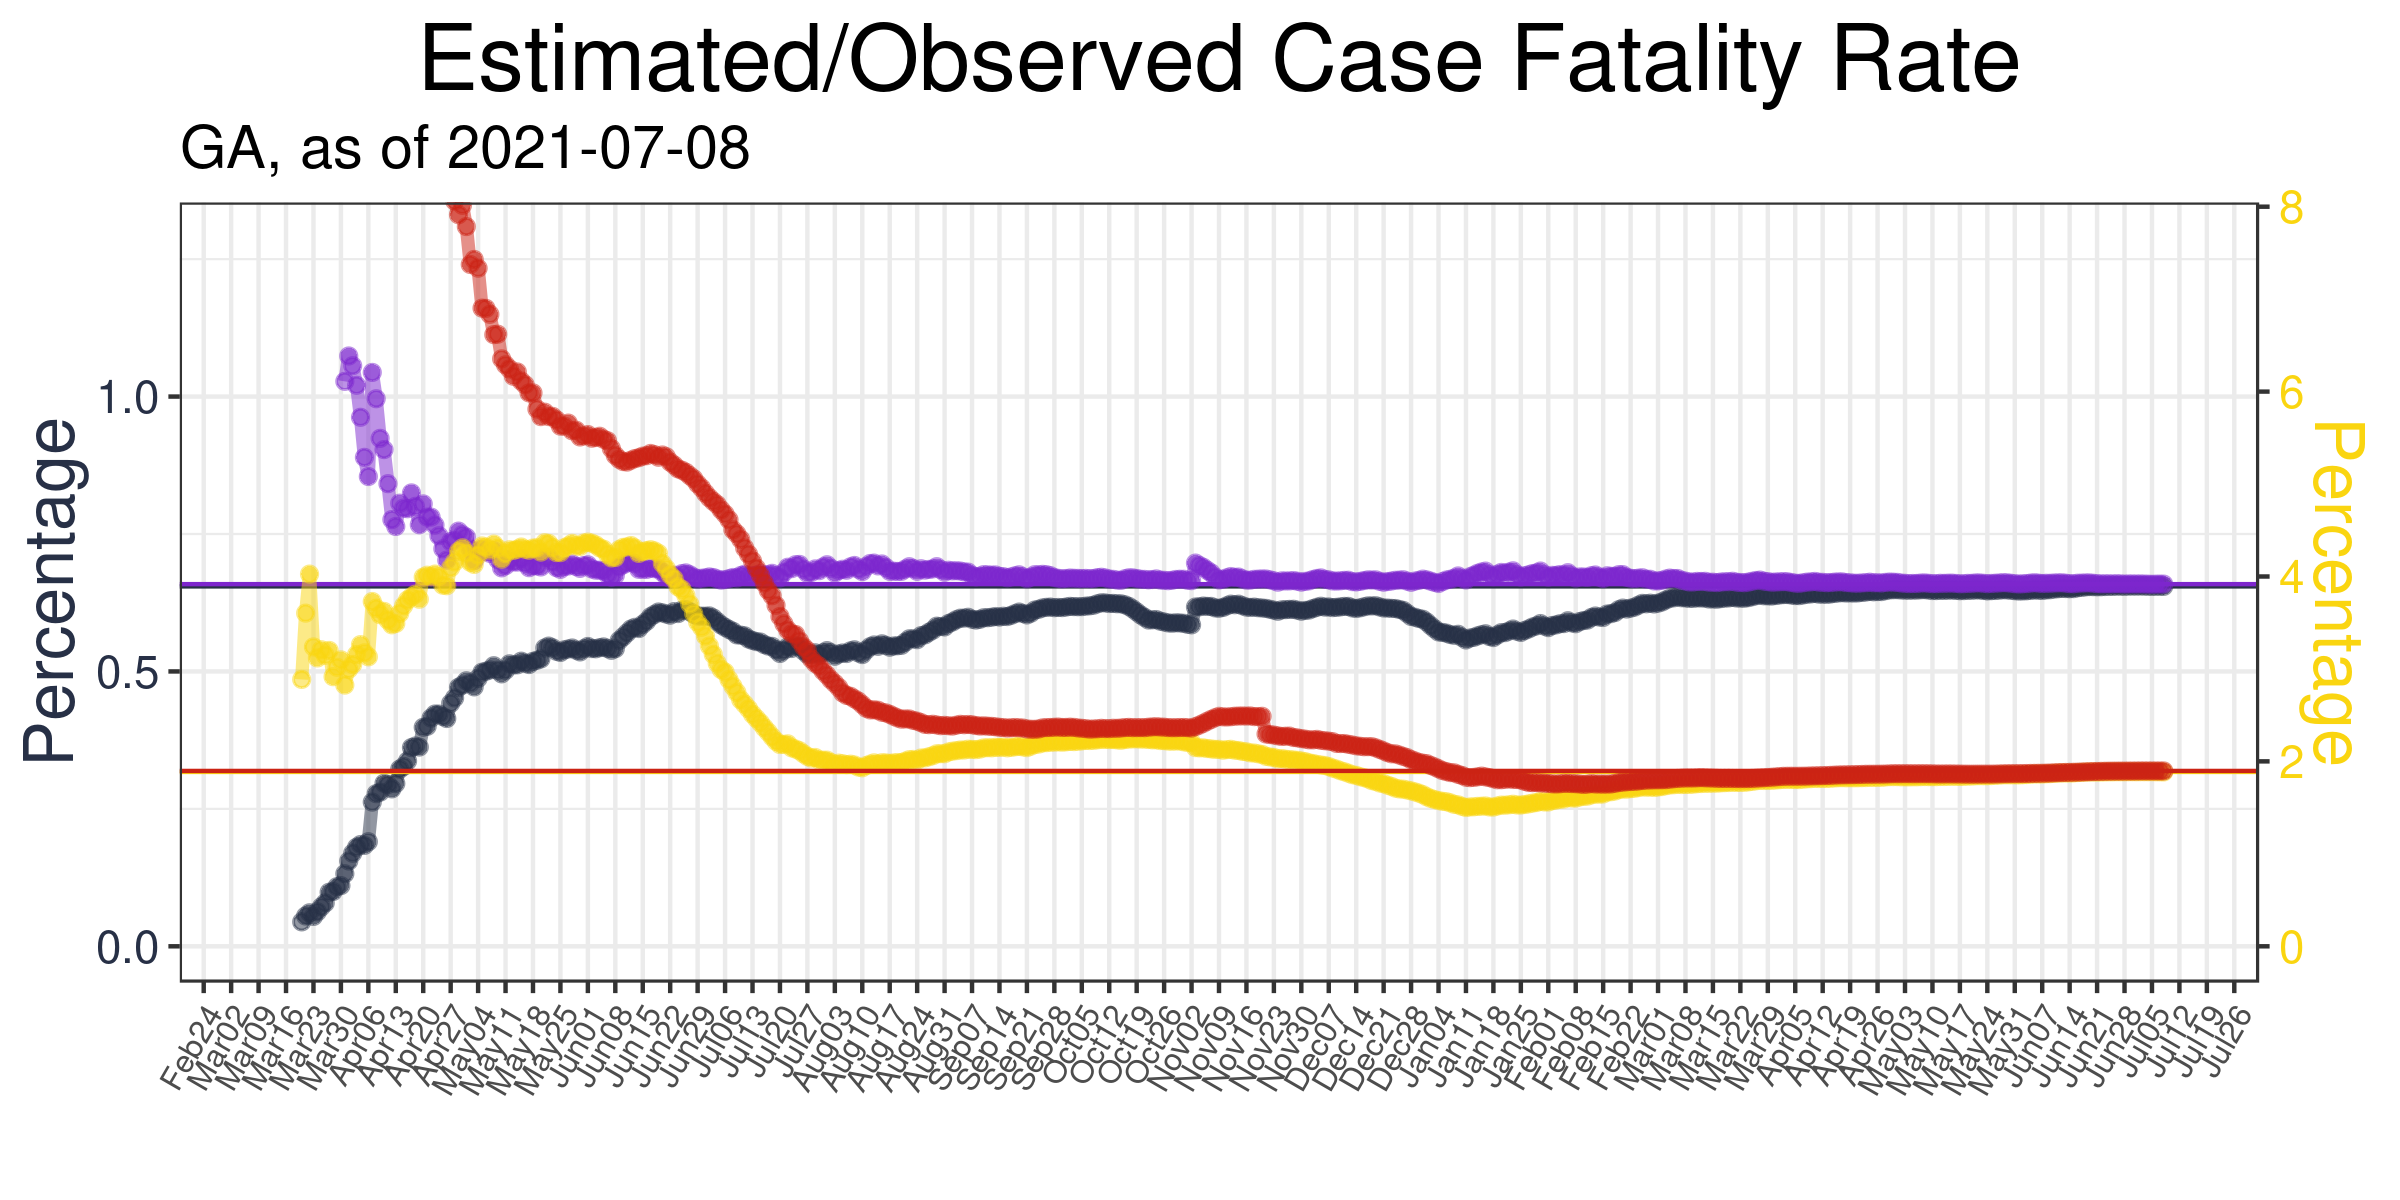 Estimated/Observed Case Fatality Rate
GA, as of 2021-07-08
Percentage
1.0
0.5
0.0
8
6
4
2
0
Percentage
Feb24
Mar02
Mar09
Mar16
Mar23
Mar30
Apr06
Apr13
Apr20
Apr27
May04
May11
May18
May25
Jun01
Jun08
Jun15
Jun22
Jun29
Jul06
Jul13
Jul20
Jul27
Aug03
Aug10
Aug17
Aug24
Aug31
Sep07
Sep14
Sep21
Sep28
Oct05
Oct12
Oct19
Oct26
Nov02
Nov09
Nov16
Nov23
Nov30
Dec07
Dec14
Dec21
Dec28
Jan04
Jan11
Jan18
Jan25
Feb01
Feb08
Feb15
Feb22
Mar01
Mar08
Mar15
Mar22
Mar29
Apr05
Apr12
Apr19
Apr26
May03
May10
May17
May24
May31
Jun07
Jun14
Jun21
Jun28
Jul05
Jul12
Jul19
Jul26